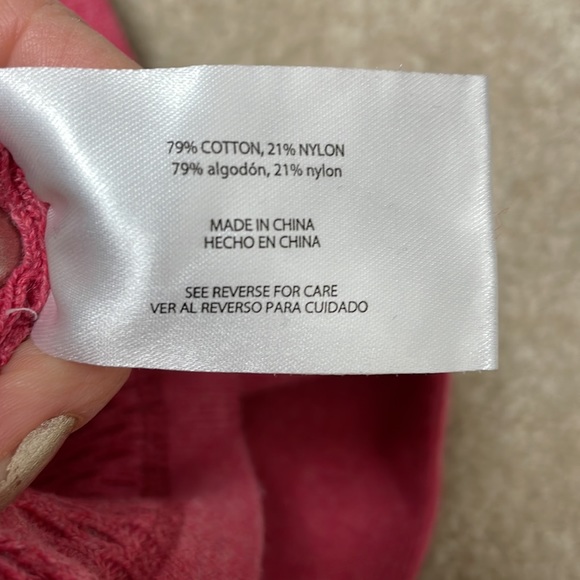 79% COTTON, 21% NYLON
79% algodón, 21% nylon
MADE IN CHINA
HECHO EN CHINA
SEE REVERSE FOR CARE
VER AL REVERSO PARA CUIDADO